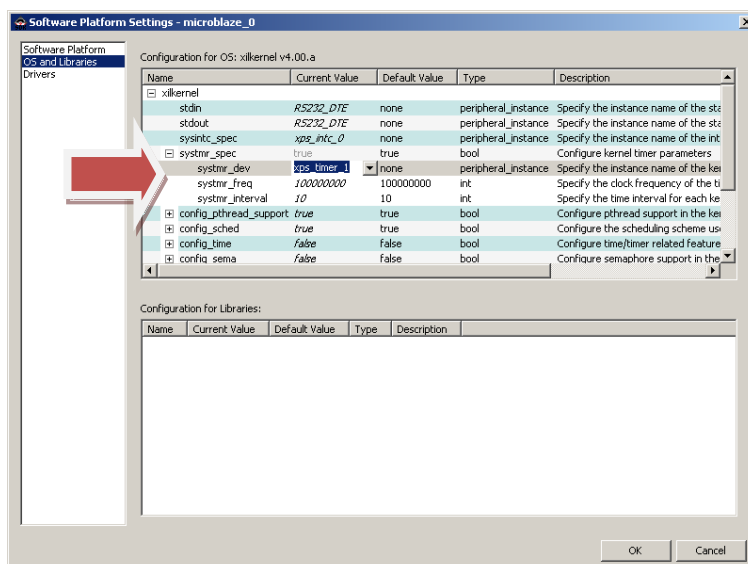 Software Platform Settings - microblaze_0
Software Platform
OS and Libraries
Drivers
Configuration for OS: xilkernel v4.00.a
Name Current Value Default Value Type Description
xilkernel
stdin RS232_DTE none peripheral_instance Specify the instance name of the sta
stdout RS232_DTE none peripheral_instance Specify the instance name of the sta
sysintc_spec xps_intc_0 none peripheral_instance Specify the instance name of the int
systmr_spec true true bool Configure kernel timer parameters
systmr_dev xps_timer_1 none peripheral_instance Specify the instance name of the ke
systmr_freq 100000000 100000000 int Specify the clock frequency of the ti
systmr_interval 10 10 int Specify the time interval for each ke
config_pthread_support true true bool Configure pthread support in the ke
config_sched true true bool Configure the scheduling scheme us
config_time false false bool Configure time/timer related feature
config_sema false false bool Configure semaphore support in the
Configuration for Libraries:
Name Current Value Default Value Type Description
OK Cancel